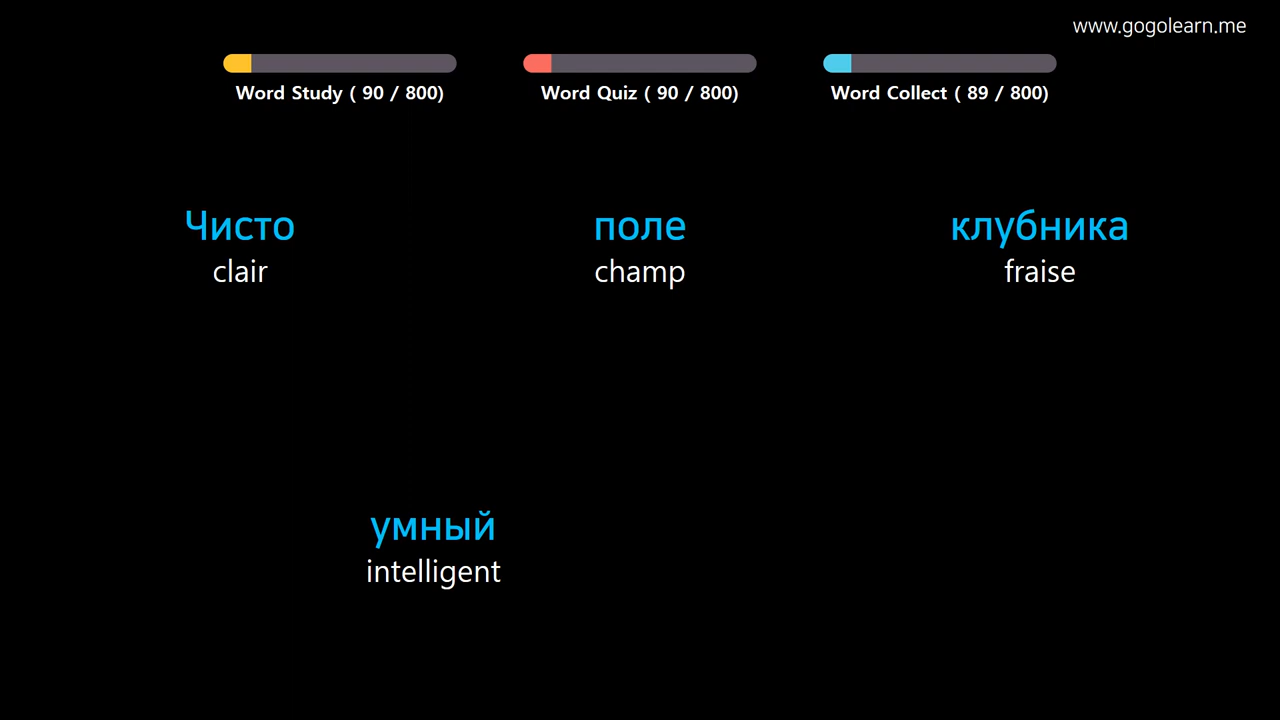 www.gogolearn.me
Word Study ( 90 / 800)
Word Quiz ( 90 / 800)
Word Collect ( 89 / 800)
Чисто
clair
поле
champ
клубника
fraise
умный
intelligent